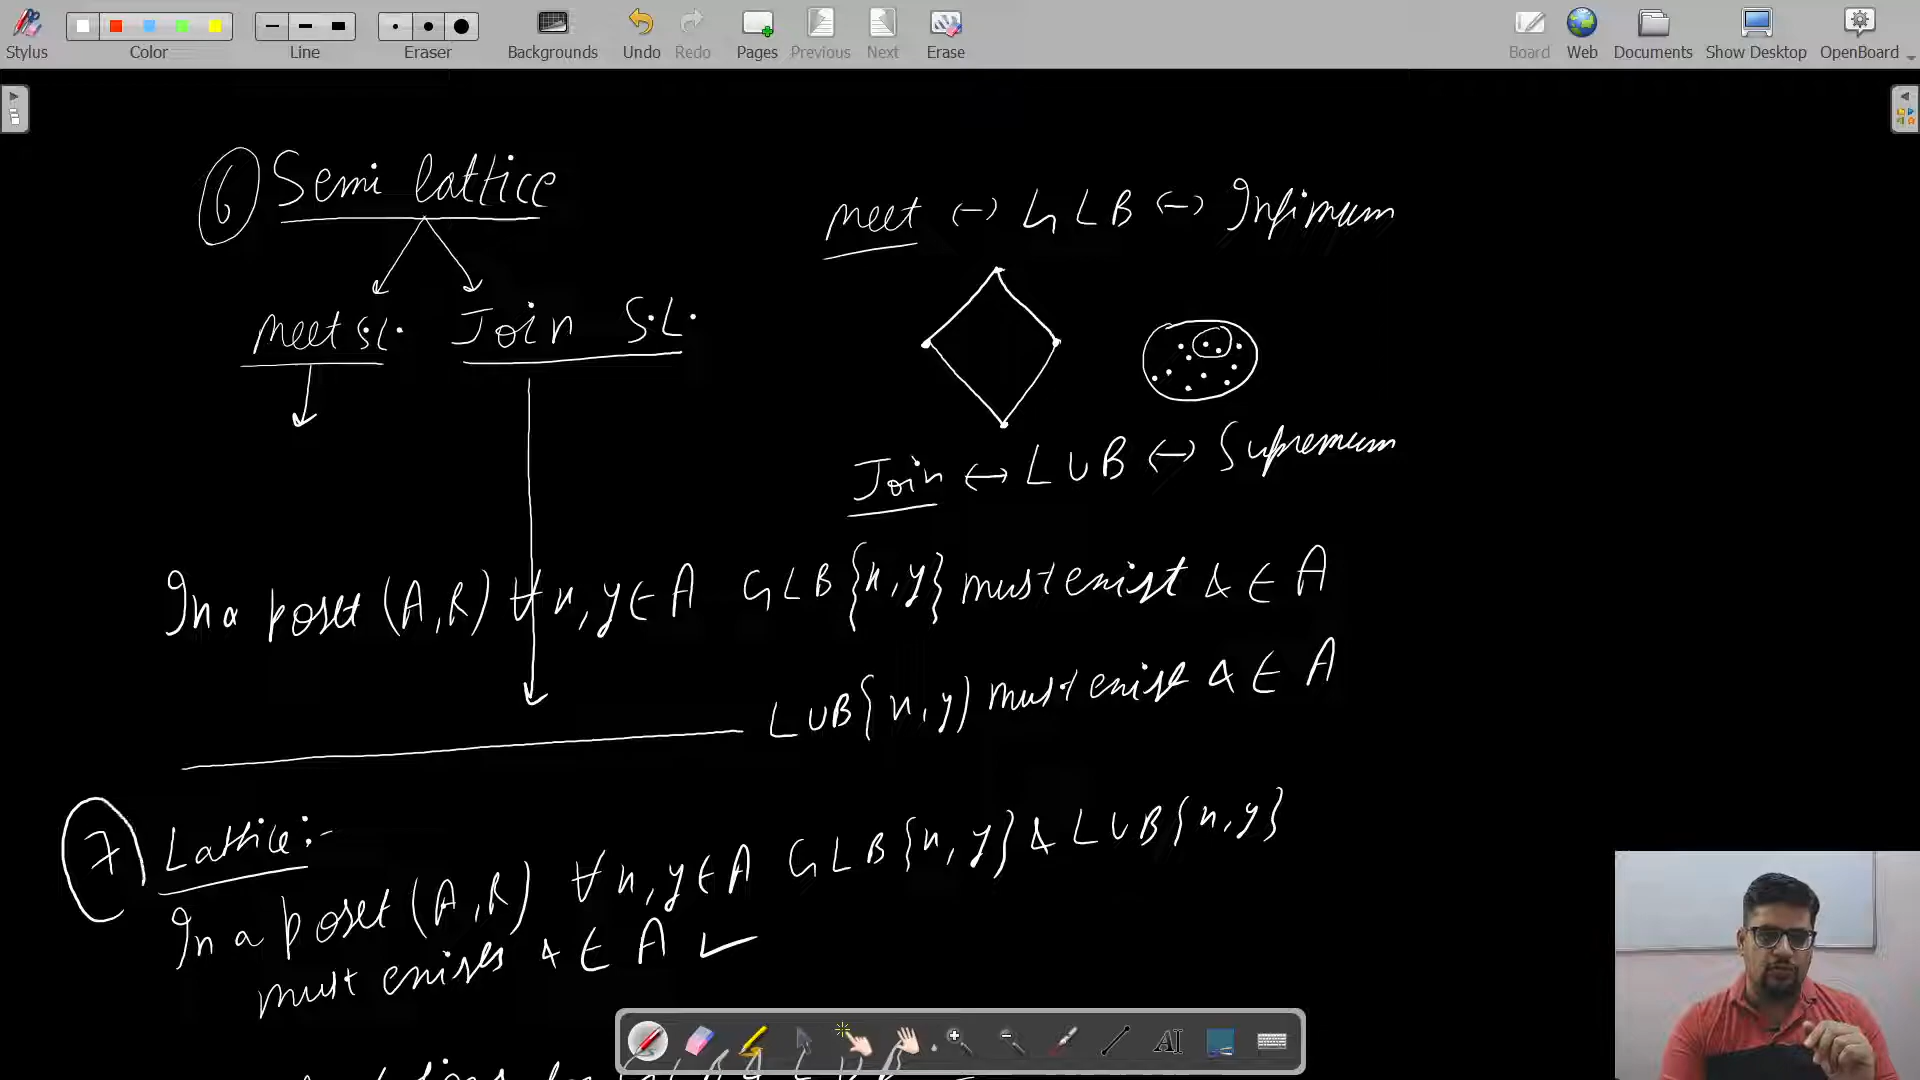 Stylus Color Line Eraser Backgrounds Undo Redo Pages Previous Next Erase Board Web Documents Show Desktop OpenBoard
6 Semi lattice
meet S.L. Join S.L.
meet ↔ GLB ↔ Infimum
Join ↔ LUB ↔ Supremum
In a poset (A,R) ∀ x, y ∈ A GLB {x, y} must exist & ∈ A
LUB{x, y) must exist & ∈ A
7 Lattice:-
In a poset (A,R) ∀ x, y ∈ A GLB{x, y} & LUB{x, y}
must exists & ∈ A ✓